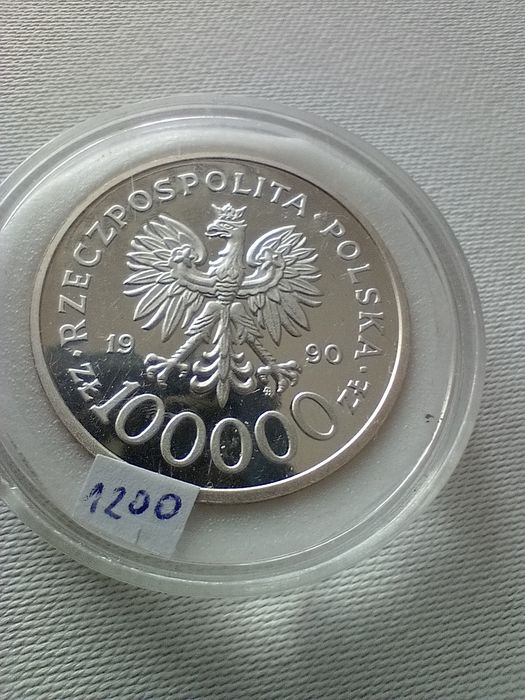 ·RZECZPOSPOLITA·POLSKA·
19 90
ZŁ 100000 ZŁ
1200